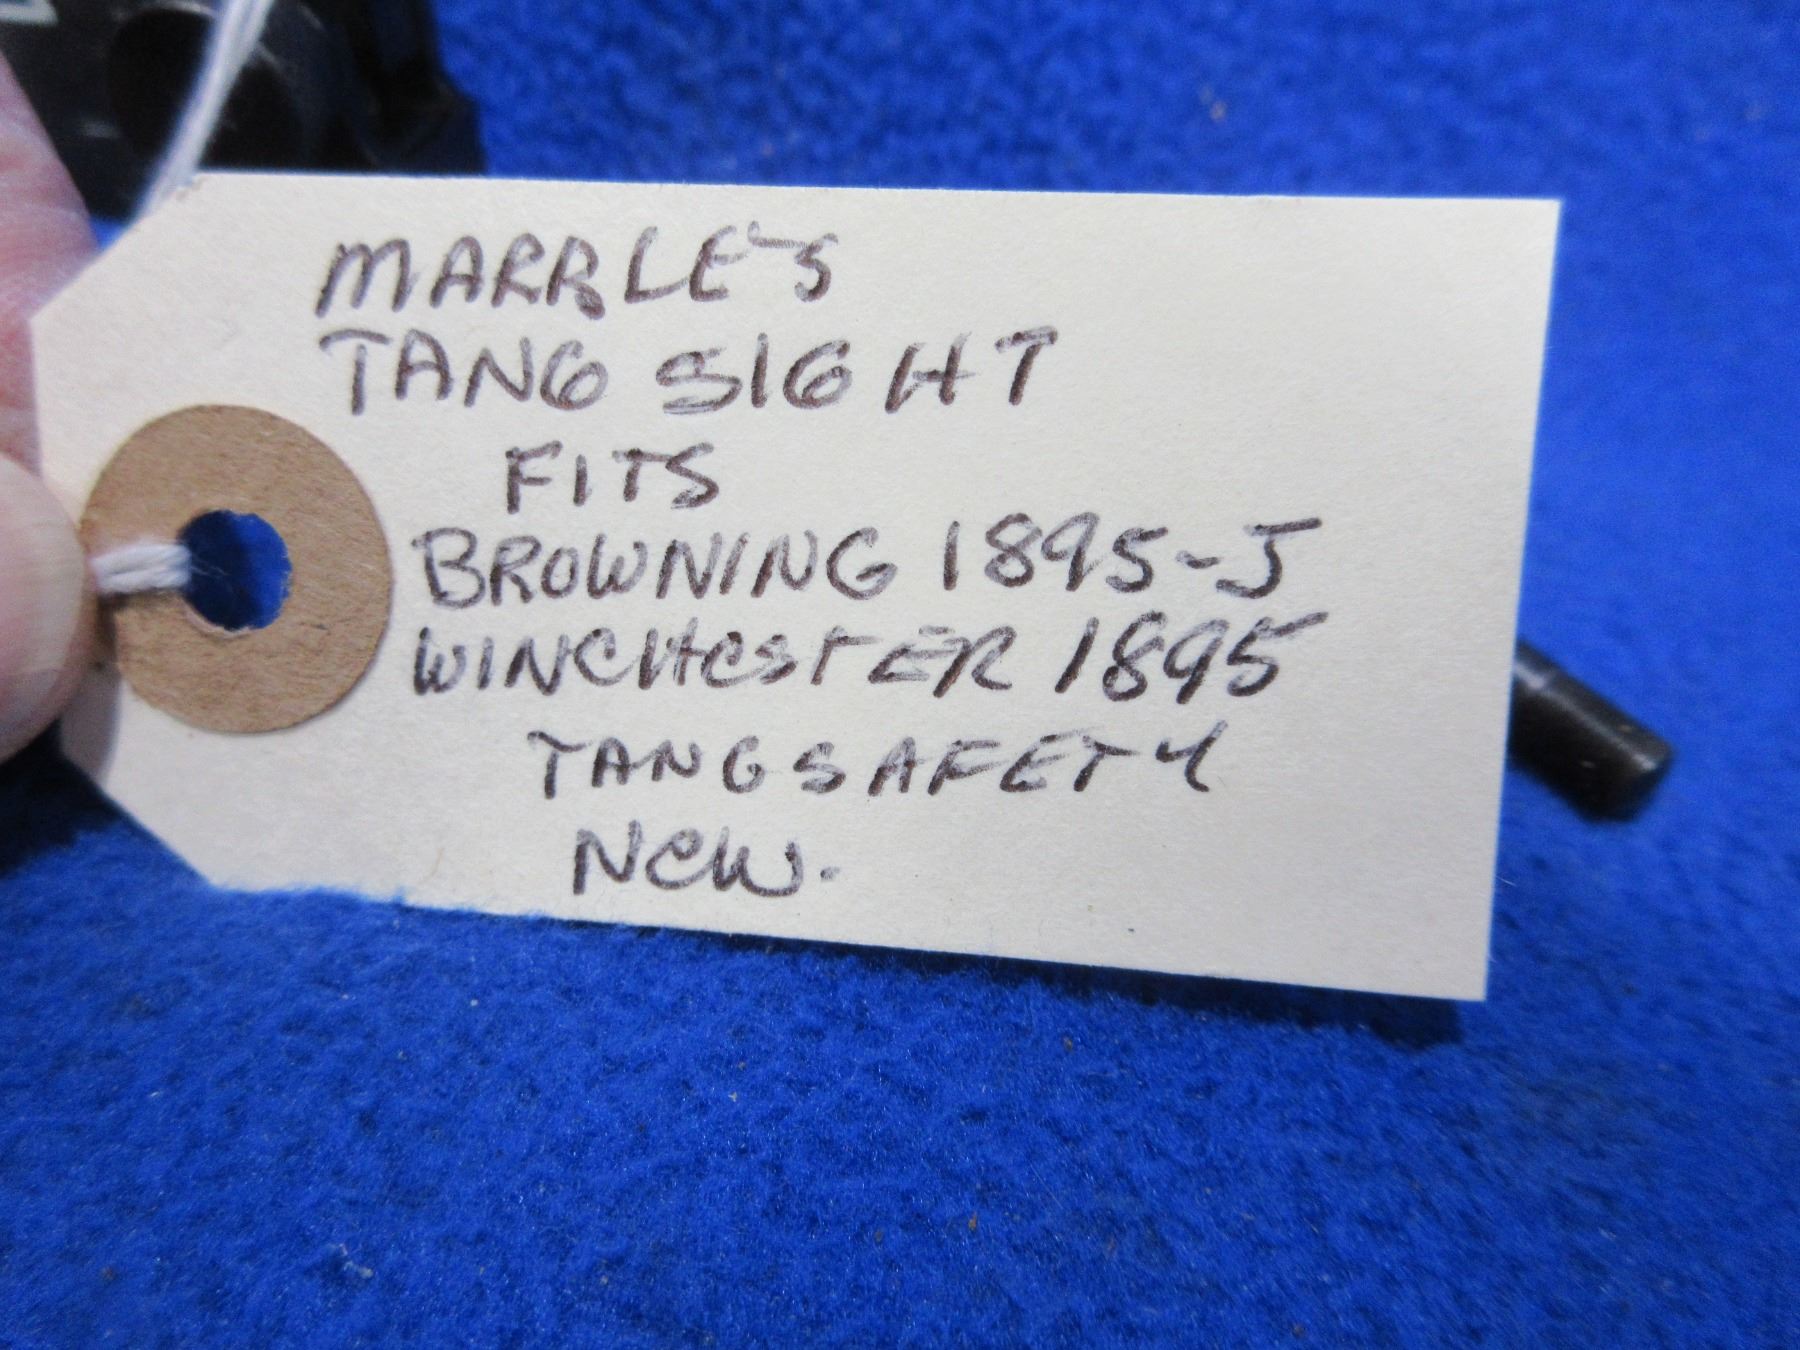 MARBLE'S
TANG SIGHT
FITS
BROWNING 1895-J
WINCHESTER 1895
TANG SAFETY
NEW.